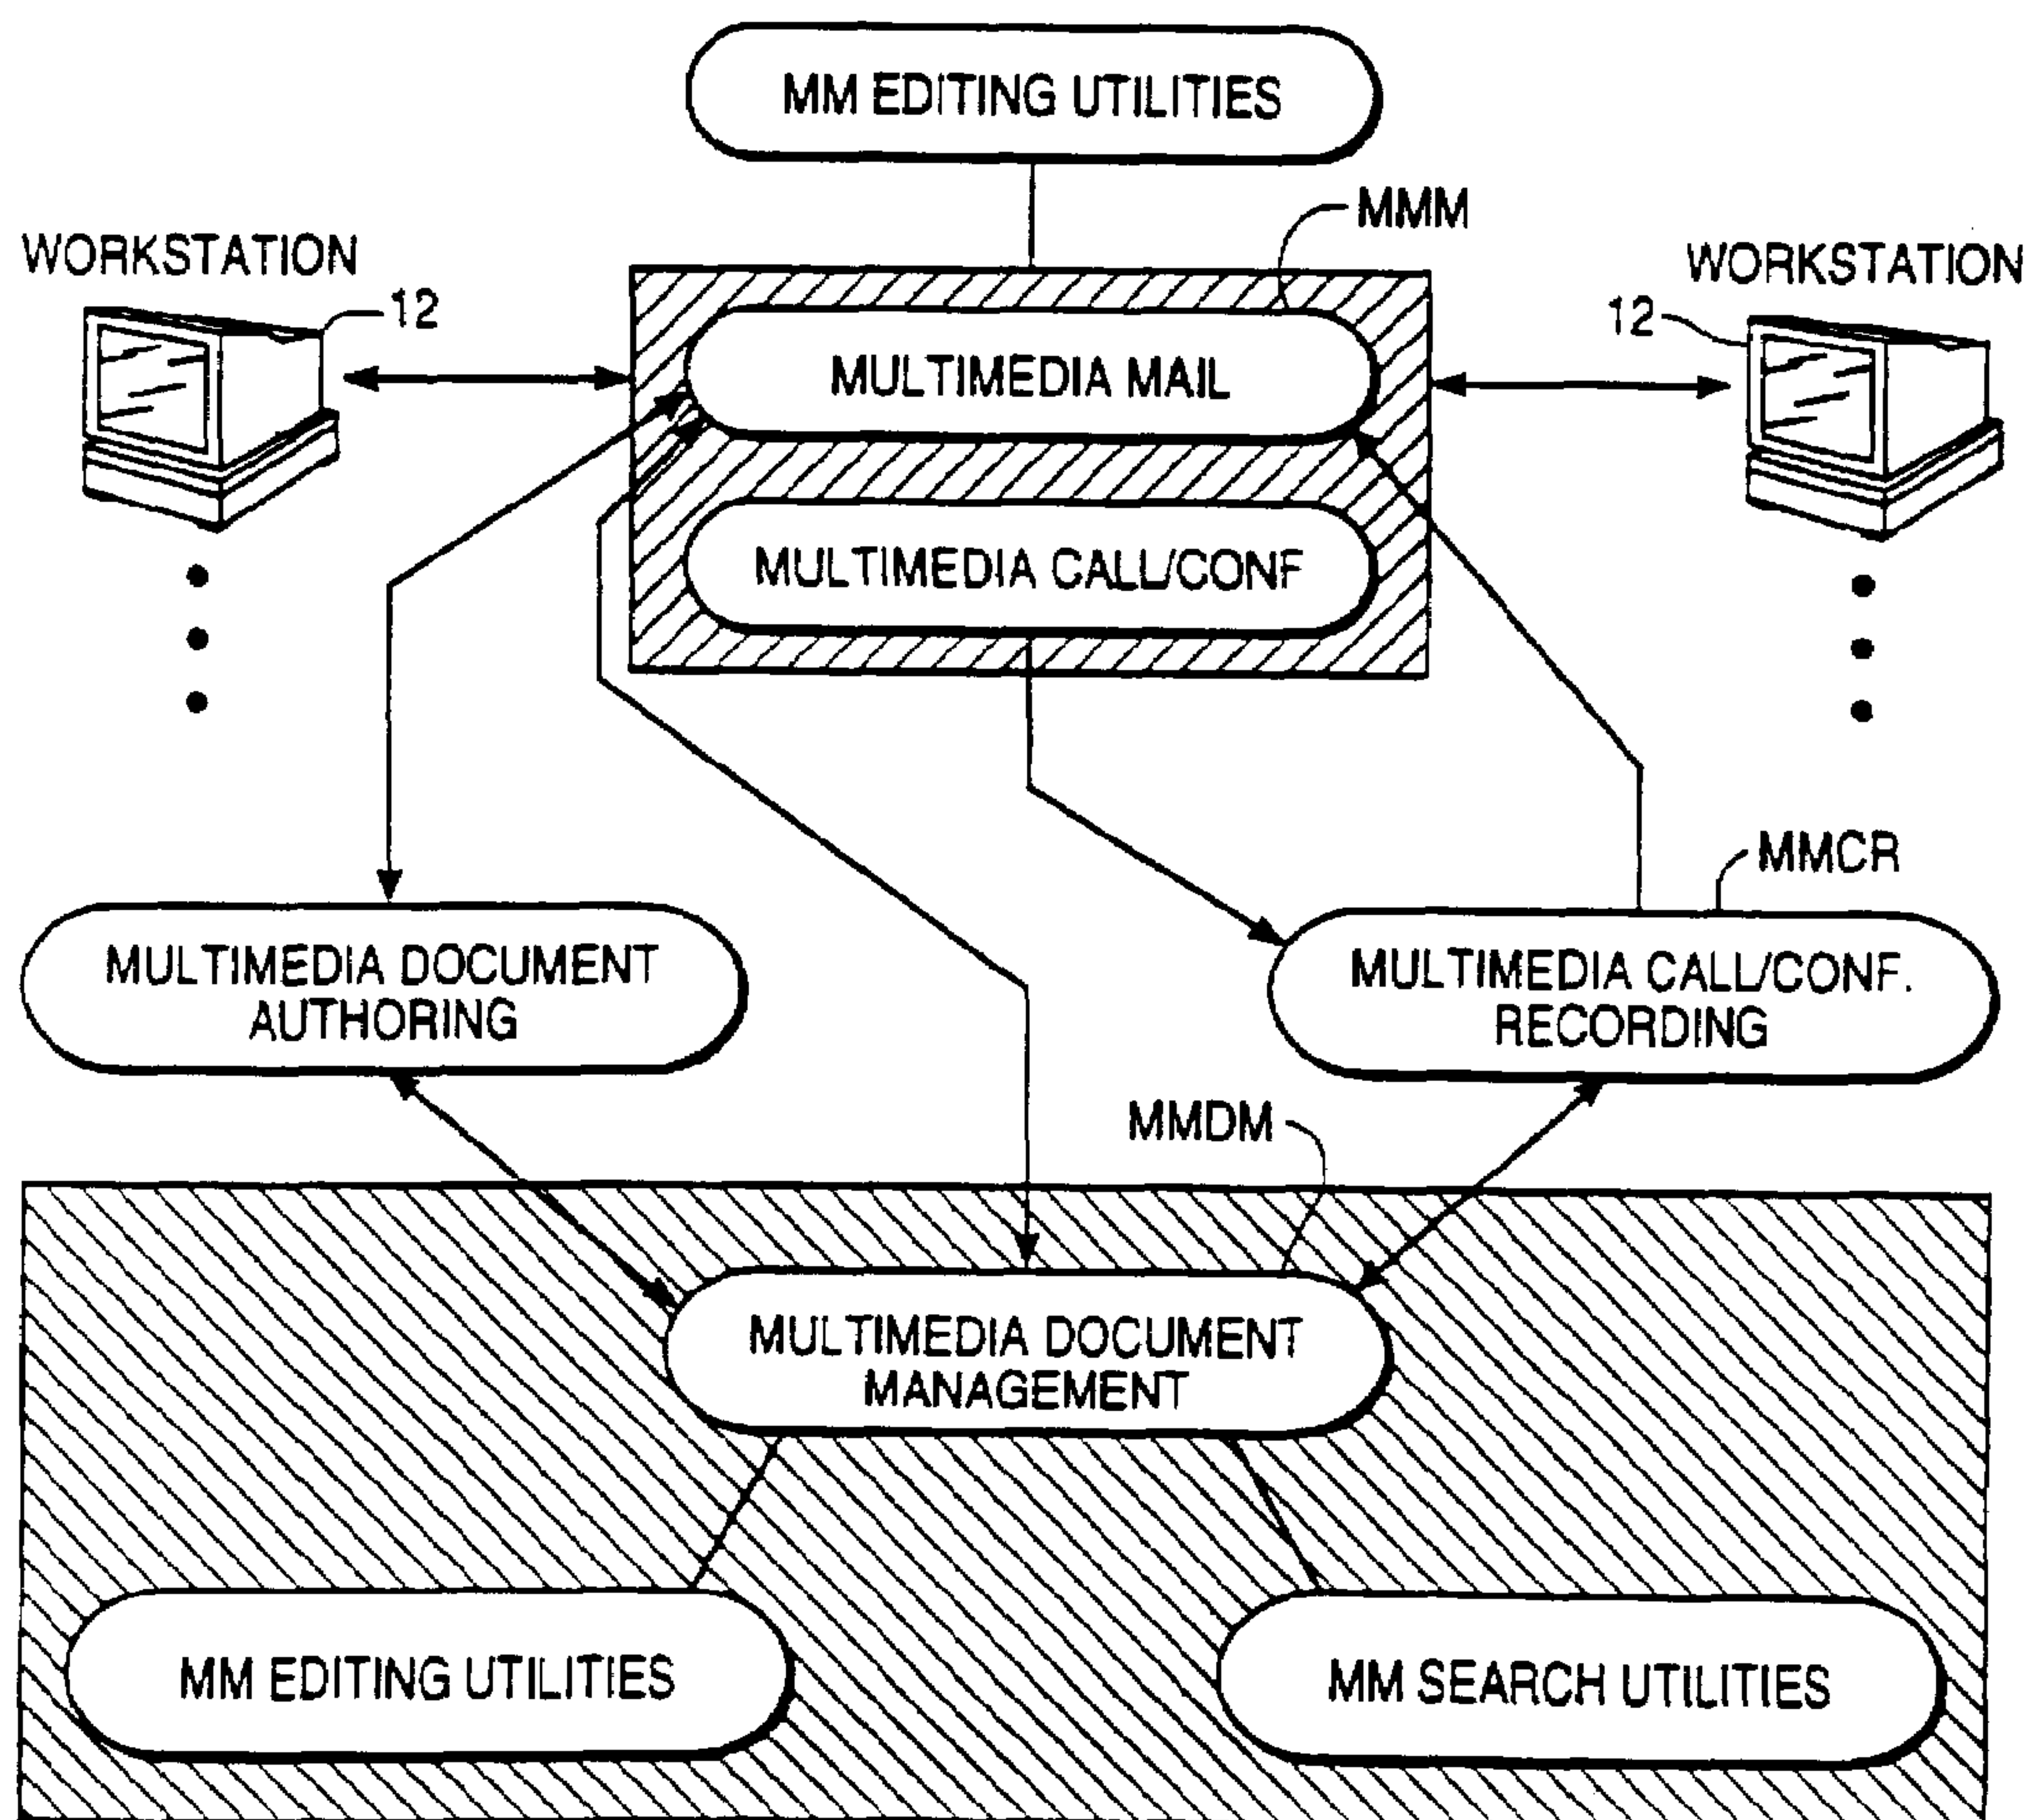 MM EDITING UTILITIES
MMM
WORKSTATION
WORKSTATION
12
12
MULTIMEDIA MAIL
MULTIMEDIA CALL/CONF
MMCR
MULTIMEDIA DOCUMENT
AUTHORING
MULTIMEDIA CALL/CONF.
RECORDING
MMDM
MULTIMEDIA DOCUMENT
MANAGEMENT
MM EDITING UTILITIES
MM SEARCH UTILITIES